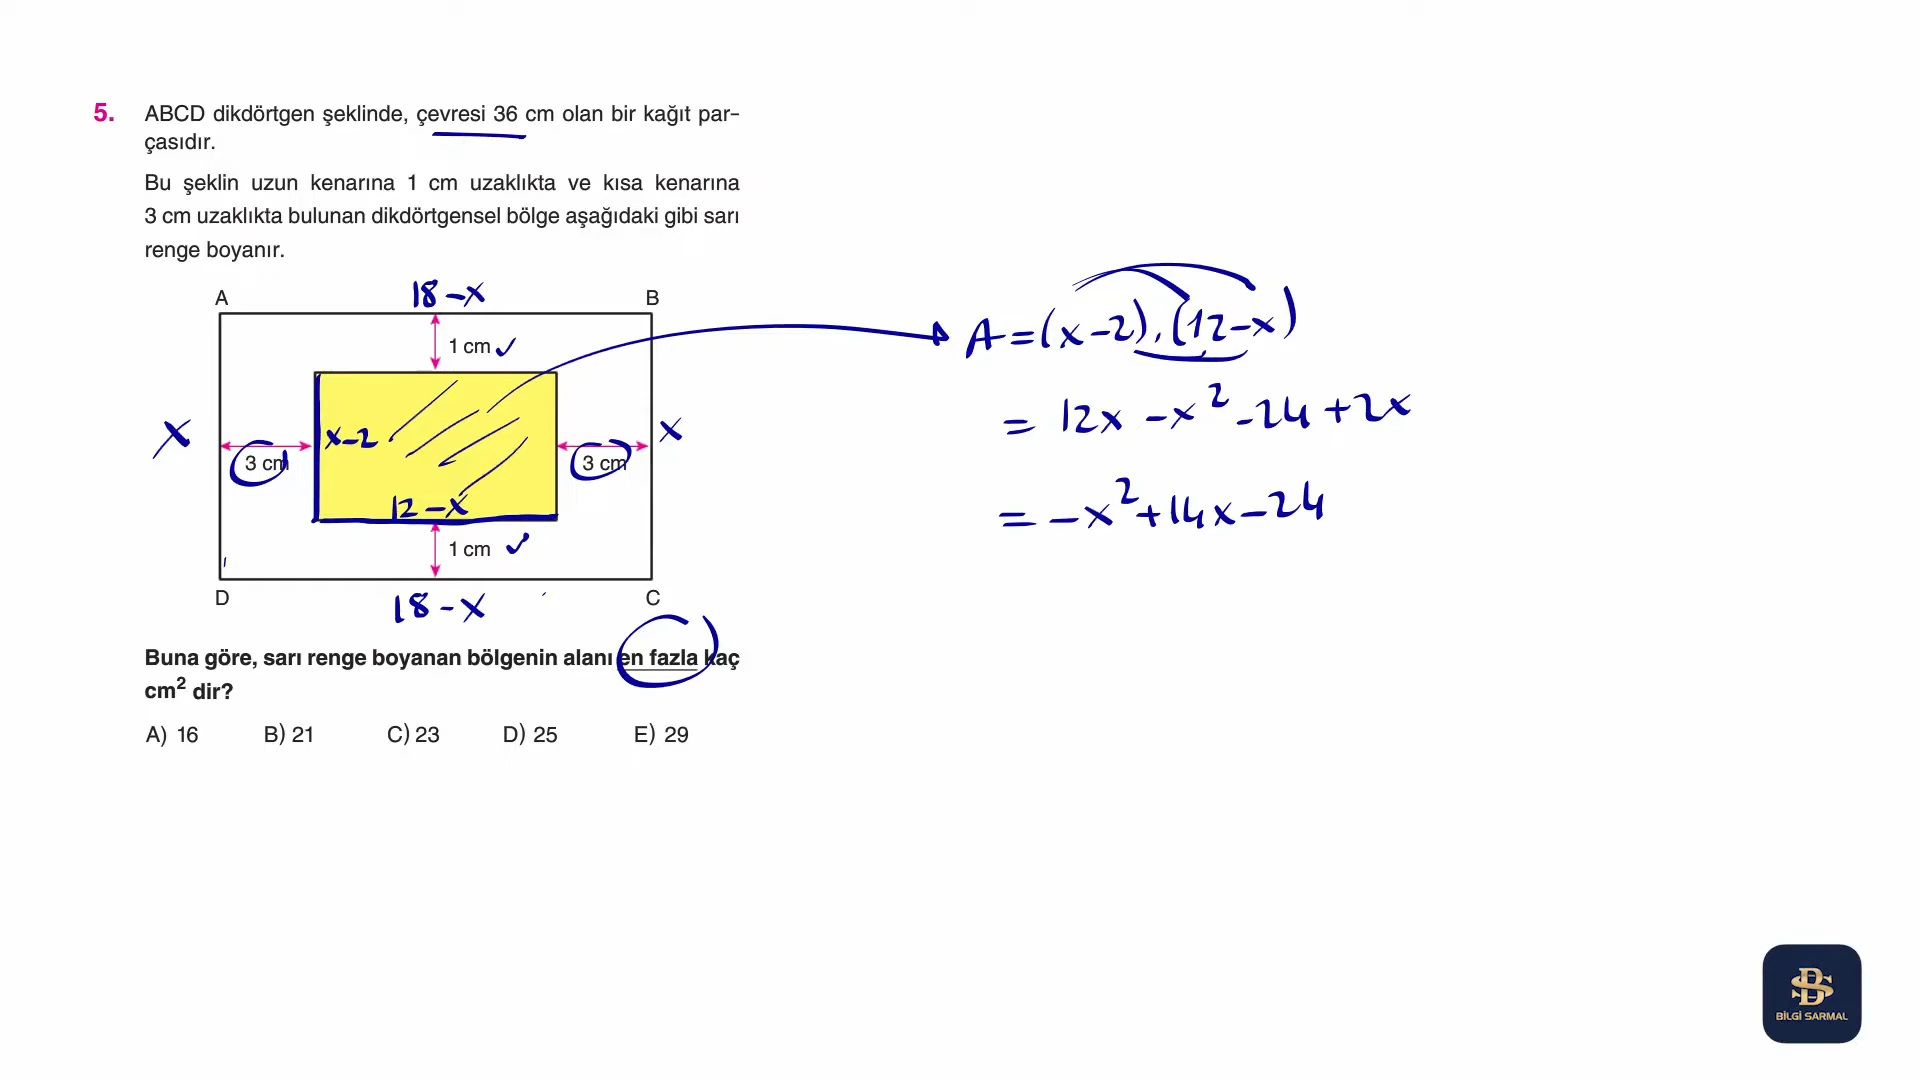 5. ABCD dikdörtgen şeklinde, çevresi 36 cm olan bir kağıt par-
çasıdır.
Bu şeklin uzun kenarına 1 cm uzaklıkta ve kısa kenarına
3 cm uzaklıkta bulunan dikdörtgensel bölge aşağıdaki gibi sarı
renge boyanır.
18-x
A B
1 cm
x x-2 x
3 cm 3 cm
12-x
1 cm
D C
18-x
Buna göre, sarı renge boyanan bölgenin alanı en fazla kaç
cm² dir?
A) 16 B) 21 C) 23 D) 25 E) 29
A=(x-2).(12-x)
= 12x -x² -24 +2x
= -x²+14x-24
BİLGİ SARMAL